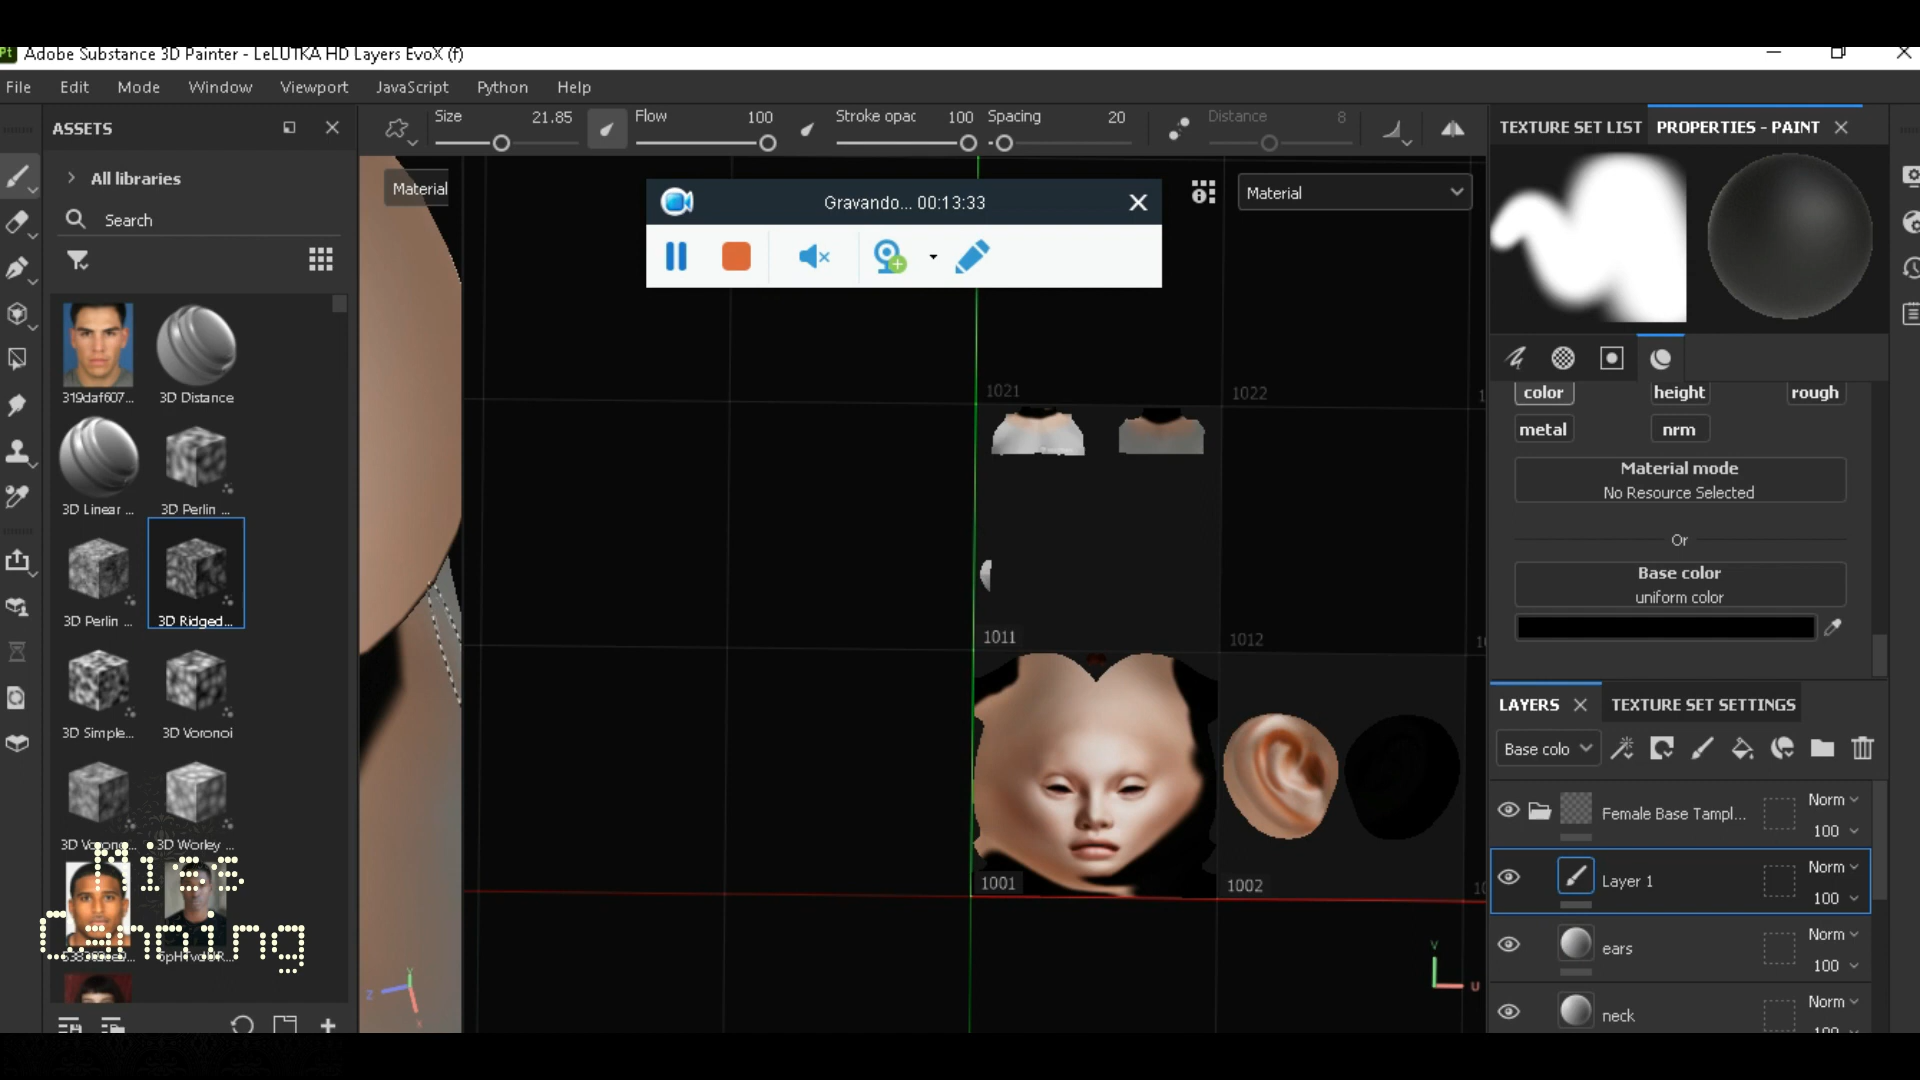 Pt Adobe Substance 3D Painter - LeLUTKA HD Layers EvoX (f)
File Edit Mode Window Viewport JavaScript Python Help
ASSETS
Size 21.85 Flow 100 Stroke opac 100 Spacing 20 Distance 8
TEXTURE SET LIST PROPERTIES - PAINT
All libraries
Search
Material
Gravando... 00:13:33
Material
319daf607... 3D Distance
3D Linear ... 3D Perlin ...
3D Perlin ... 3D Ridged...
3D Simple... 3D Voronoi
3D Worley ...
Miss
Canning
1021 1022
1011 1012
1001 1002
color height rough
metal nrm
Material mode
No Resource Selected
Or
Base color
uniform color
LAYERS TEXTURE SET SETTINGS
Base colo
Female Base Tampl... Norm
100
Layer 1 Norm
100
ears Norm
100
neck Norm
100
Z Y X
V U